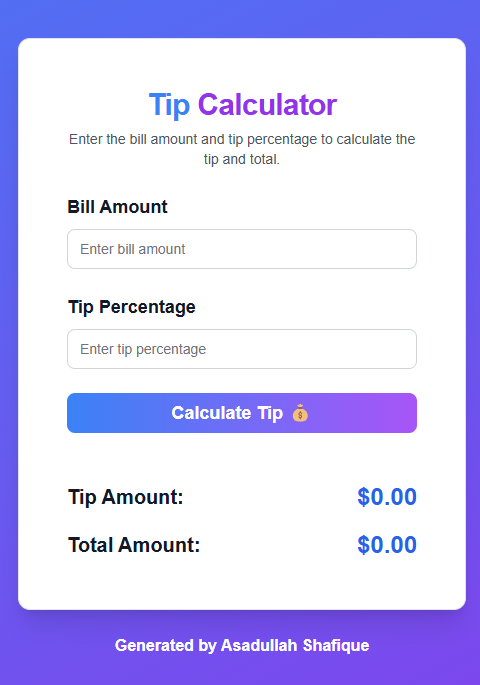 Tip Calculator
Enter the bill amount and tip percentage to calculate the
tip and total.
Bill Amount
Enter bill amount
Tip Percentage
Enter tip percentage
Calculate Tip 💰
Tip Amount: $0.00
Total Amount: $0.00
Generated by Asadullah Shafique